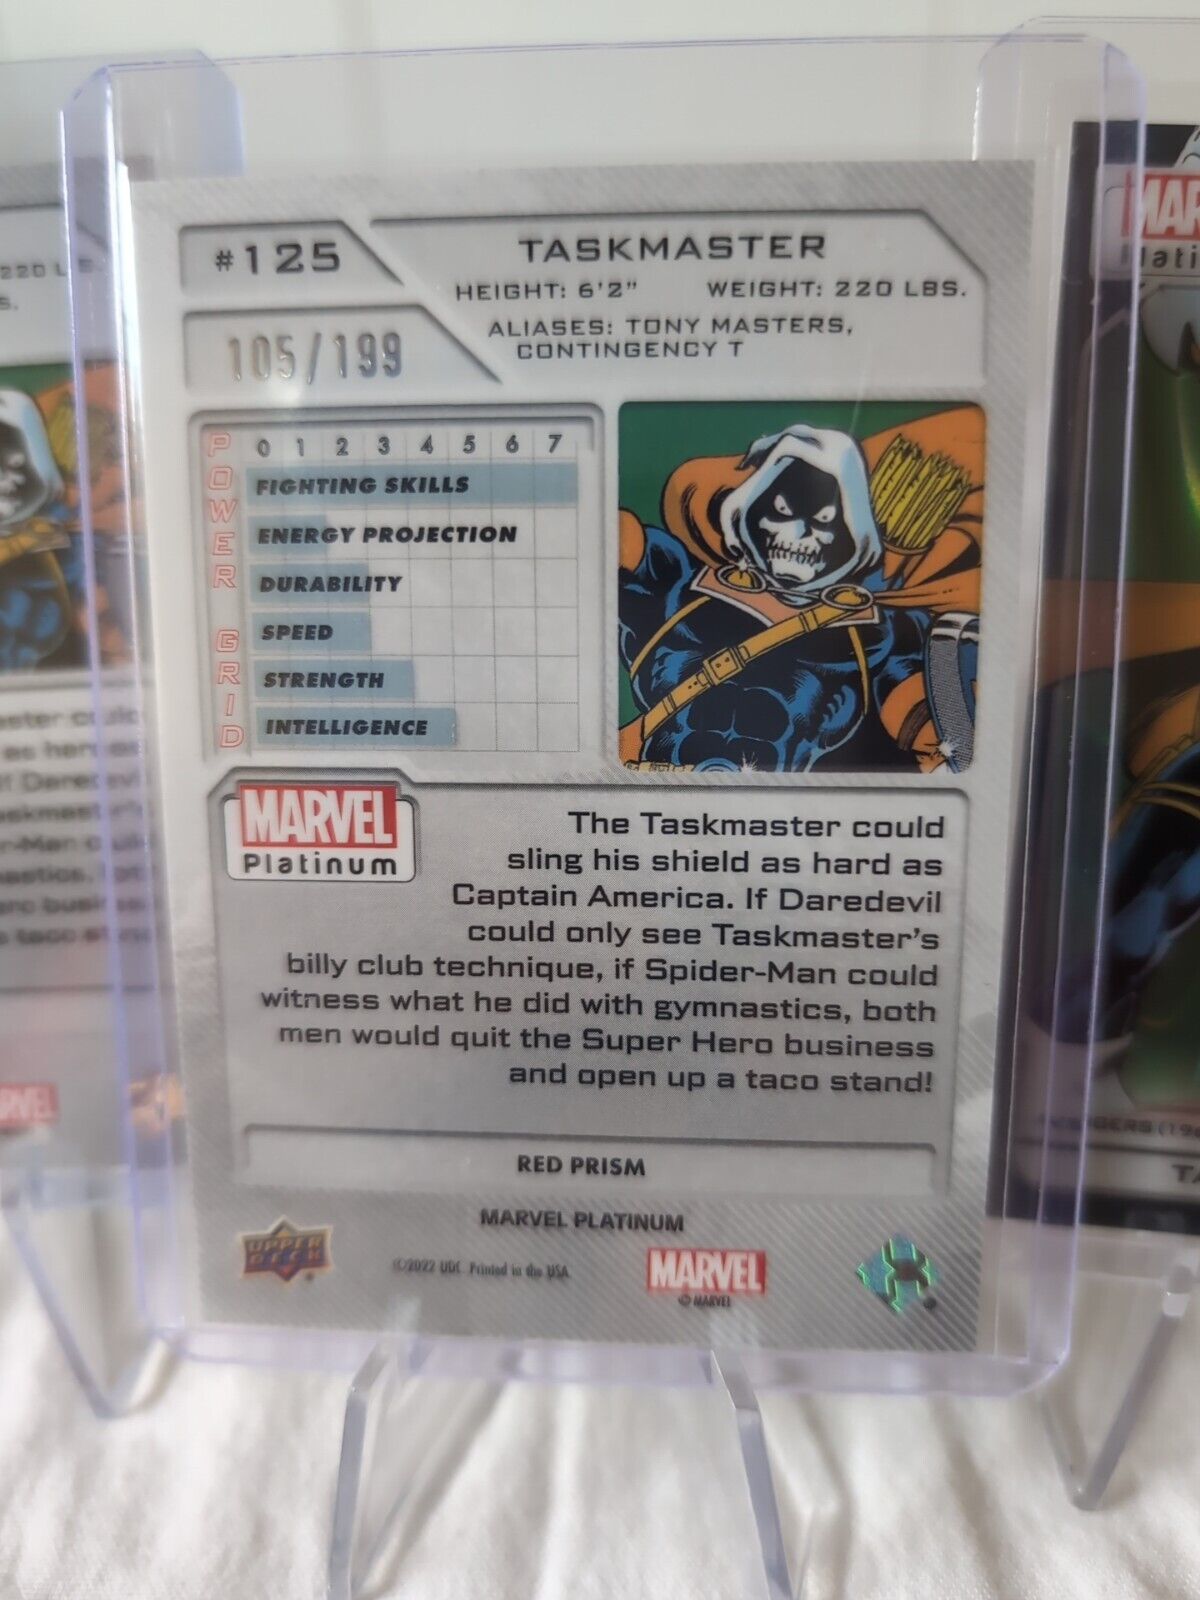 #125
TASKMASTER
HEIGHT: 6'2" WEIGHT: 220 LBS.
ALIASES: TONY MASTERS,
CONTINGENCY T
105/199
POWER GRID
0 1 2 3 4 5 6 7
FIGHTING SKILLS
ENERGY PROJECTION
DURABILITY
SPEED
STRENGTH
INTELLIGENCE
MARVEL
Platinum
The Taskmaster could
sling his shield as hard as
Captain America. If Daredevil
could only see Taskmaster's
billy club technique, if Spider-Man could
witness what he did with gymnastics, both
men would quit the Super Hero business
and open up a taco stand!
RED PRISM
MARVEL PLATINUM
UPPER DECK
©2022 UDC. Printed in the USA
MARVEL
© MARVEL
220